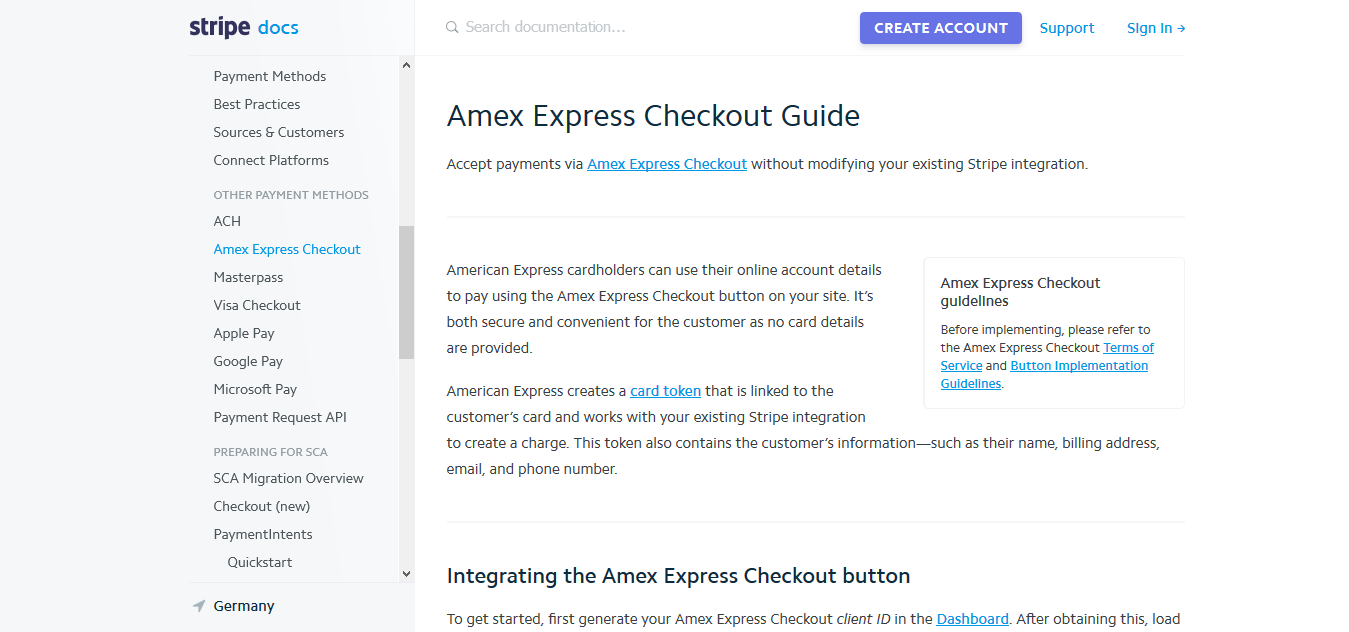 stripe docs
Search documentation...
CREATE ACCOUNT
Support
Sign in →
Payment Methods
Best Practices
Sources & Customers
Connect Platforms
OTHER PAYMENT METHODS
ACH
Amex Express Checkout
Masterpass
Visa Checkout
Apple Pay
Google Pay
Microsoft Pay
Payment Request API
PREPARING FOR SCA
SCA Migration Overview
Checkout (new)
PaymentIntents
Quickstart
Germany
Amex Express Checkout Guide
Accept payments via Amex Express Checkout without modifying your existing Stripe integration.
American Express cardholders can use their online account details
to pay using the Amex Express Checkout button on your site. It’s
both secure and convenient for the customer as no card details
are provided.
Amex Express Checkout
guidelines
Before implementing, please refer to
the Amex Express Checkout Terms of
Service and Button Implementation
Guidelines.
American Express creates a card token that is linked to the
customer’s card and works with your existing Stripe integration
to create a charge. This token also contains the customer’s information—such as their name, billing address,
email, and phone number.
Integrating the Amex Express Checkout button
To get started, first generate your Amex Express Checkout client ID in the Dashboard. After obtaining this, load